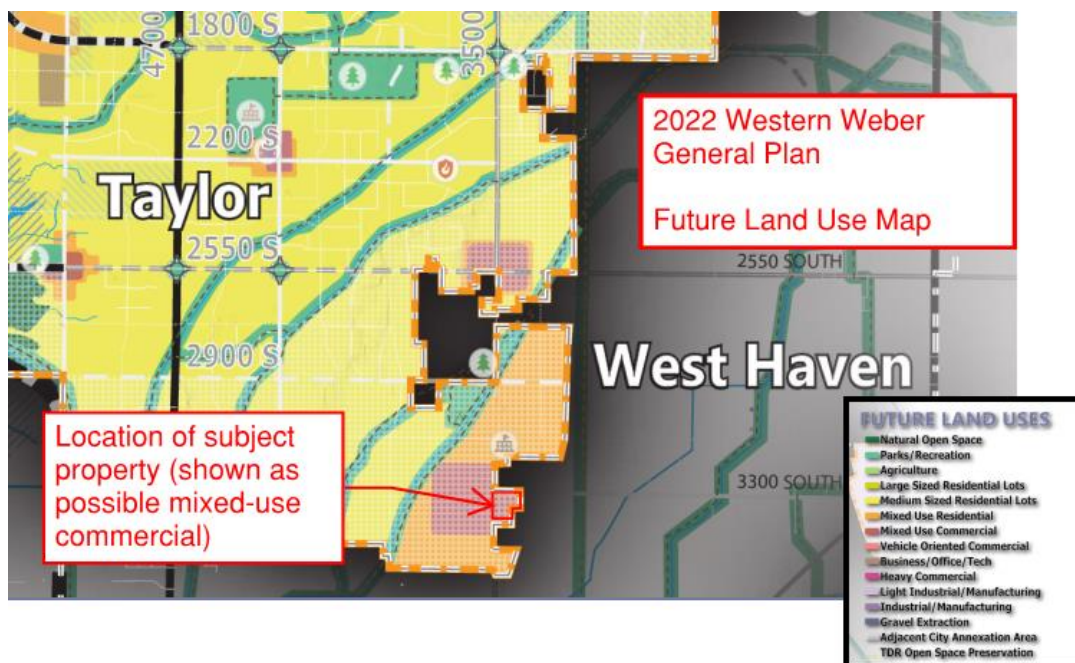 1800 S
4700
3500
2200 S
Taylor
2550 S
2900 S
2022 Western Weber
General Plan
Future Land Use Map
2550 SOUTH
West Haven
3300 SOUTH
Location of subject
property (shown as
possible mixed-use
commercial)
FUTURE LAND USES
Natural Open Space
Parks/Recreation
Agriculture
Large Sized Residential Lots
Medium Sized Residential Lots
Mixed Use Residential
Mixed Use Commercial
Vehicle Oriented Commercial
Business/Office/Tech
Heavy Commercial
Light Industrial/Manufacturing
Industrial/Manufacturing
Gravel Extraction
Adjacent City Annexation Area
TDR Open Space Preservation